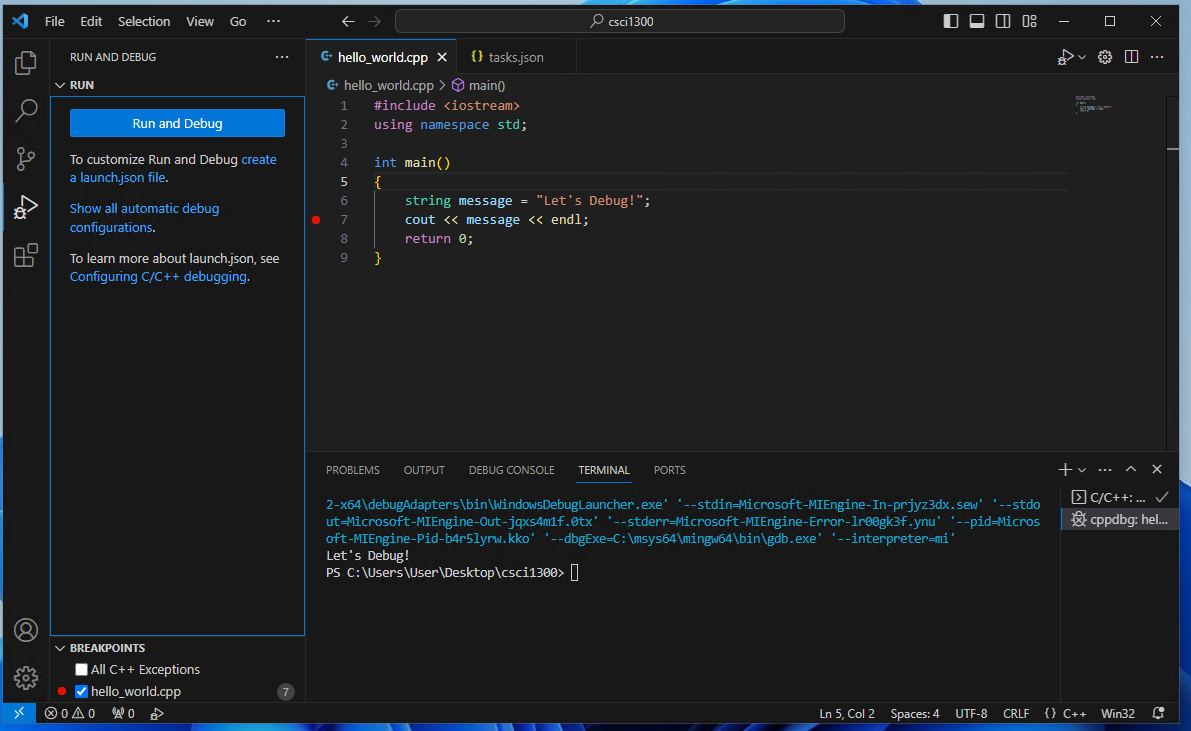 File Edit Selection View Go ··· csci1300
RUN AND DEBUG ···
RUN
Run and Debug
To customize Run and Debug create
a launch.json file.
Show all automatic debug
configurations.
To learn more about launch.json, see
Configuring C/C++ debugging.
BREAKPOINTS
All C++ Exceptions
hello_world.cpp 7
hello_world.cpp {} tasks.json
hello_world.cpp > main()
1 #include <iostream>
2 using namespace std;
3
4 int main()
5 {
6 string message = "Let's Debug!";
7 cout << message << endl;
8 return 0;
9 }
PROBLEMS OUTPUT DEBUG CONSOLE TERMINAL PORTS
2-x64\debugAdapters\bin\WindowsDebugLauncher.exe' '--stdin=Microsoft-MIEngine-In-prjyz3dx.sew' '--stdo
ut=Microsoft-MIEngine-Out-jqxs4m1f.0tx' '--stderr=Microsoft-MIEngine-Error-lr00gk3f.ynu' '--pid=Micros
oft-MIEngine-Pid-b4r5lyrw.kko' '--dbgExe=C:\msys64\mingw64\bin\gdb.exe' '--interpreter=mi'
Let's Debug!
PS C:\Users\User\Desktop\csci1300>
C/C++: ...
cppdbg: hel...
0 0 0 Ln 5, Col 2 Spaces: 4 UTF-8 CRLF {} C++ Win32